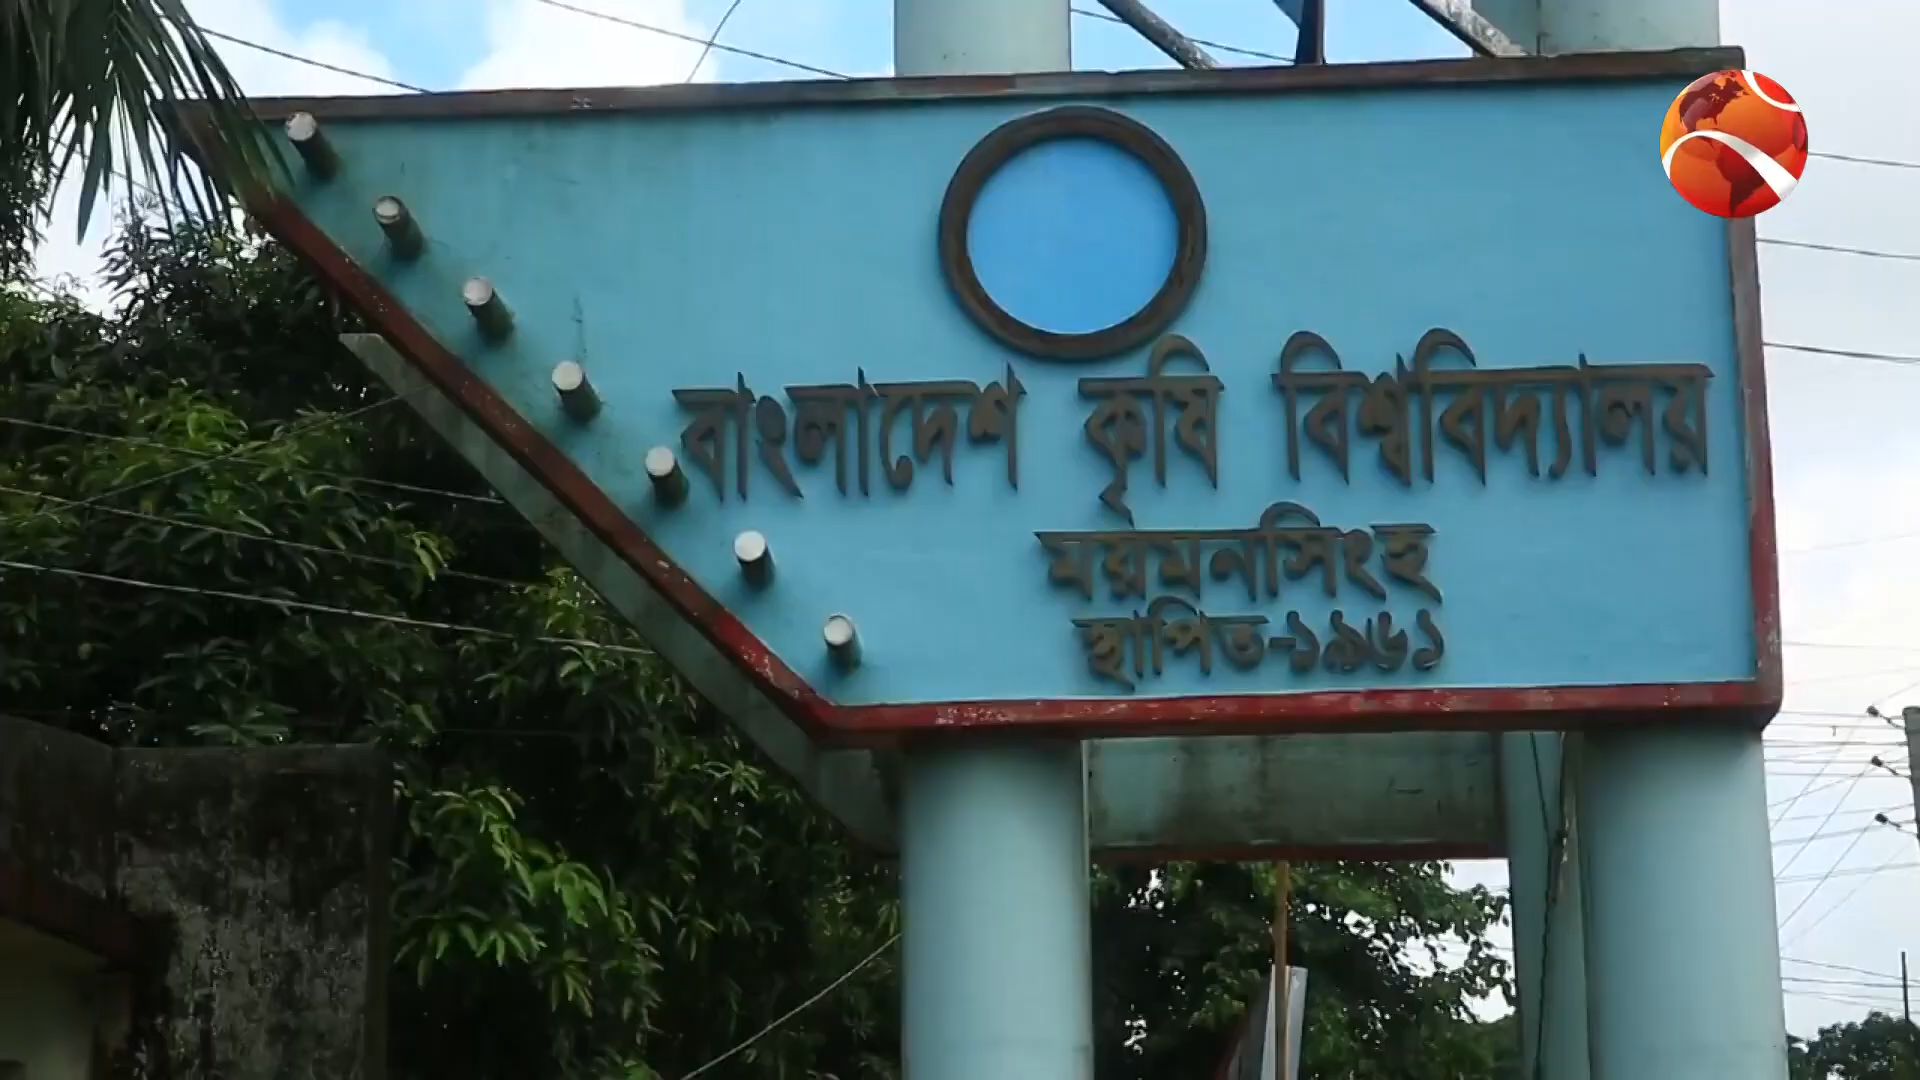 বাংলাদেশ কৃষি বিশ্ববিদ্যালয়
ময়মনসিংহ
স্থাপিত-১৯৬১